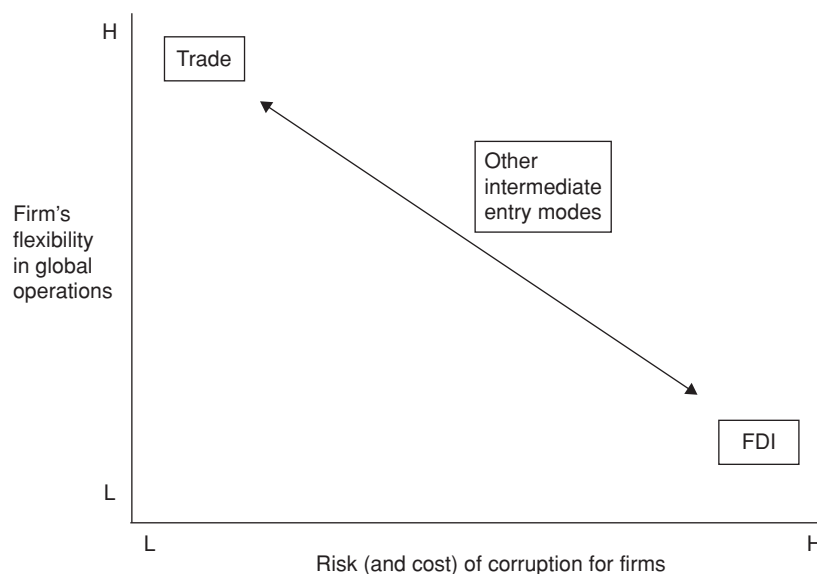 H
Trade
Other
intermediate
entry modes
Firm's
flexibility
in global
operations
FDI
L
L
H
Risk (and cost) of corruption for firms